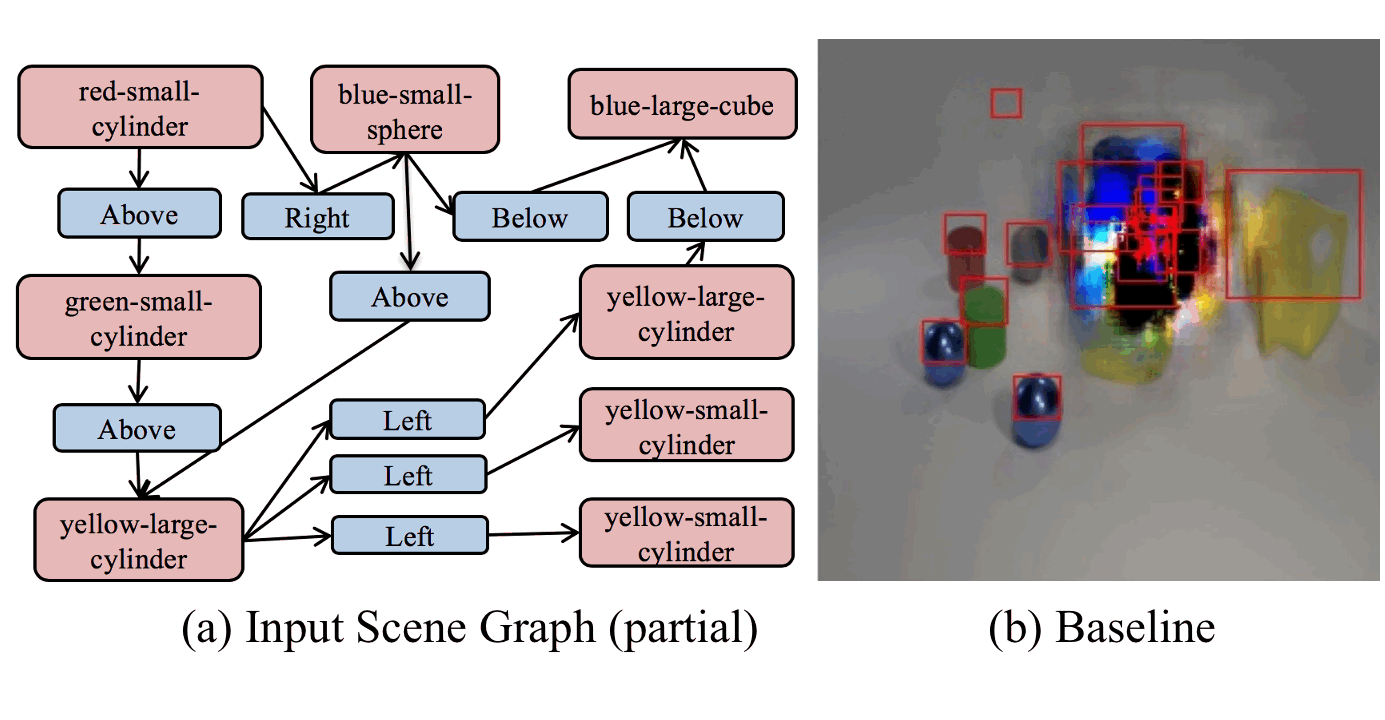 red-small-
cylinder
blue-small-
sphere
blue-large-cube
Above
Right
Below
Below
green-small-
cylinder
Above
yellow-large-
cylinder
Above
Left
yellow-small-
cylinder
Left
yellow-large-
cylinder
Left
yellow-small-
cylinder
(a) Input Scene Graph (partial)
(b) Baseline